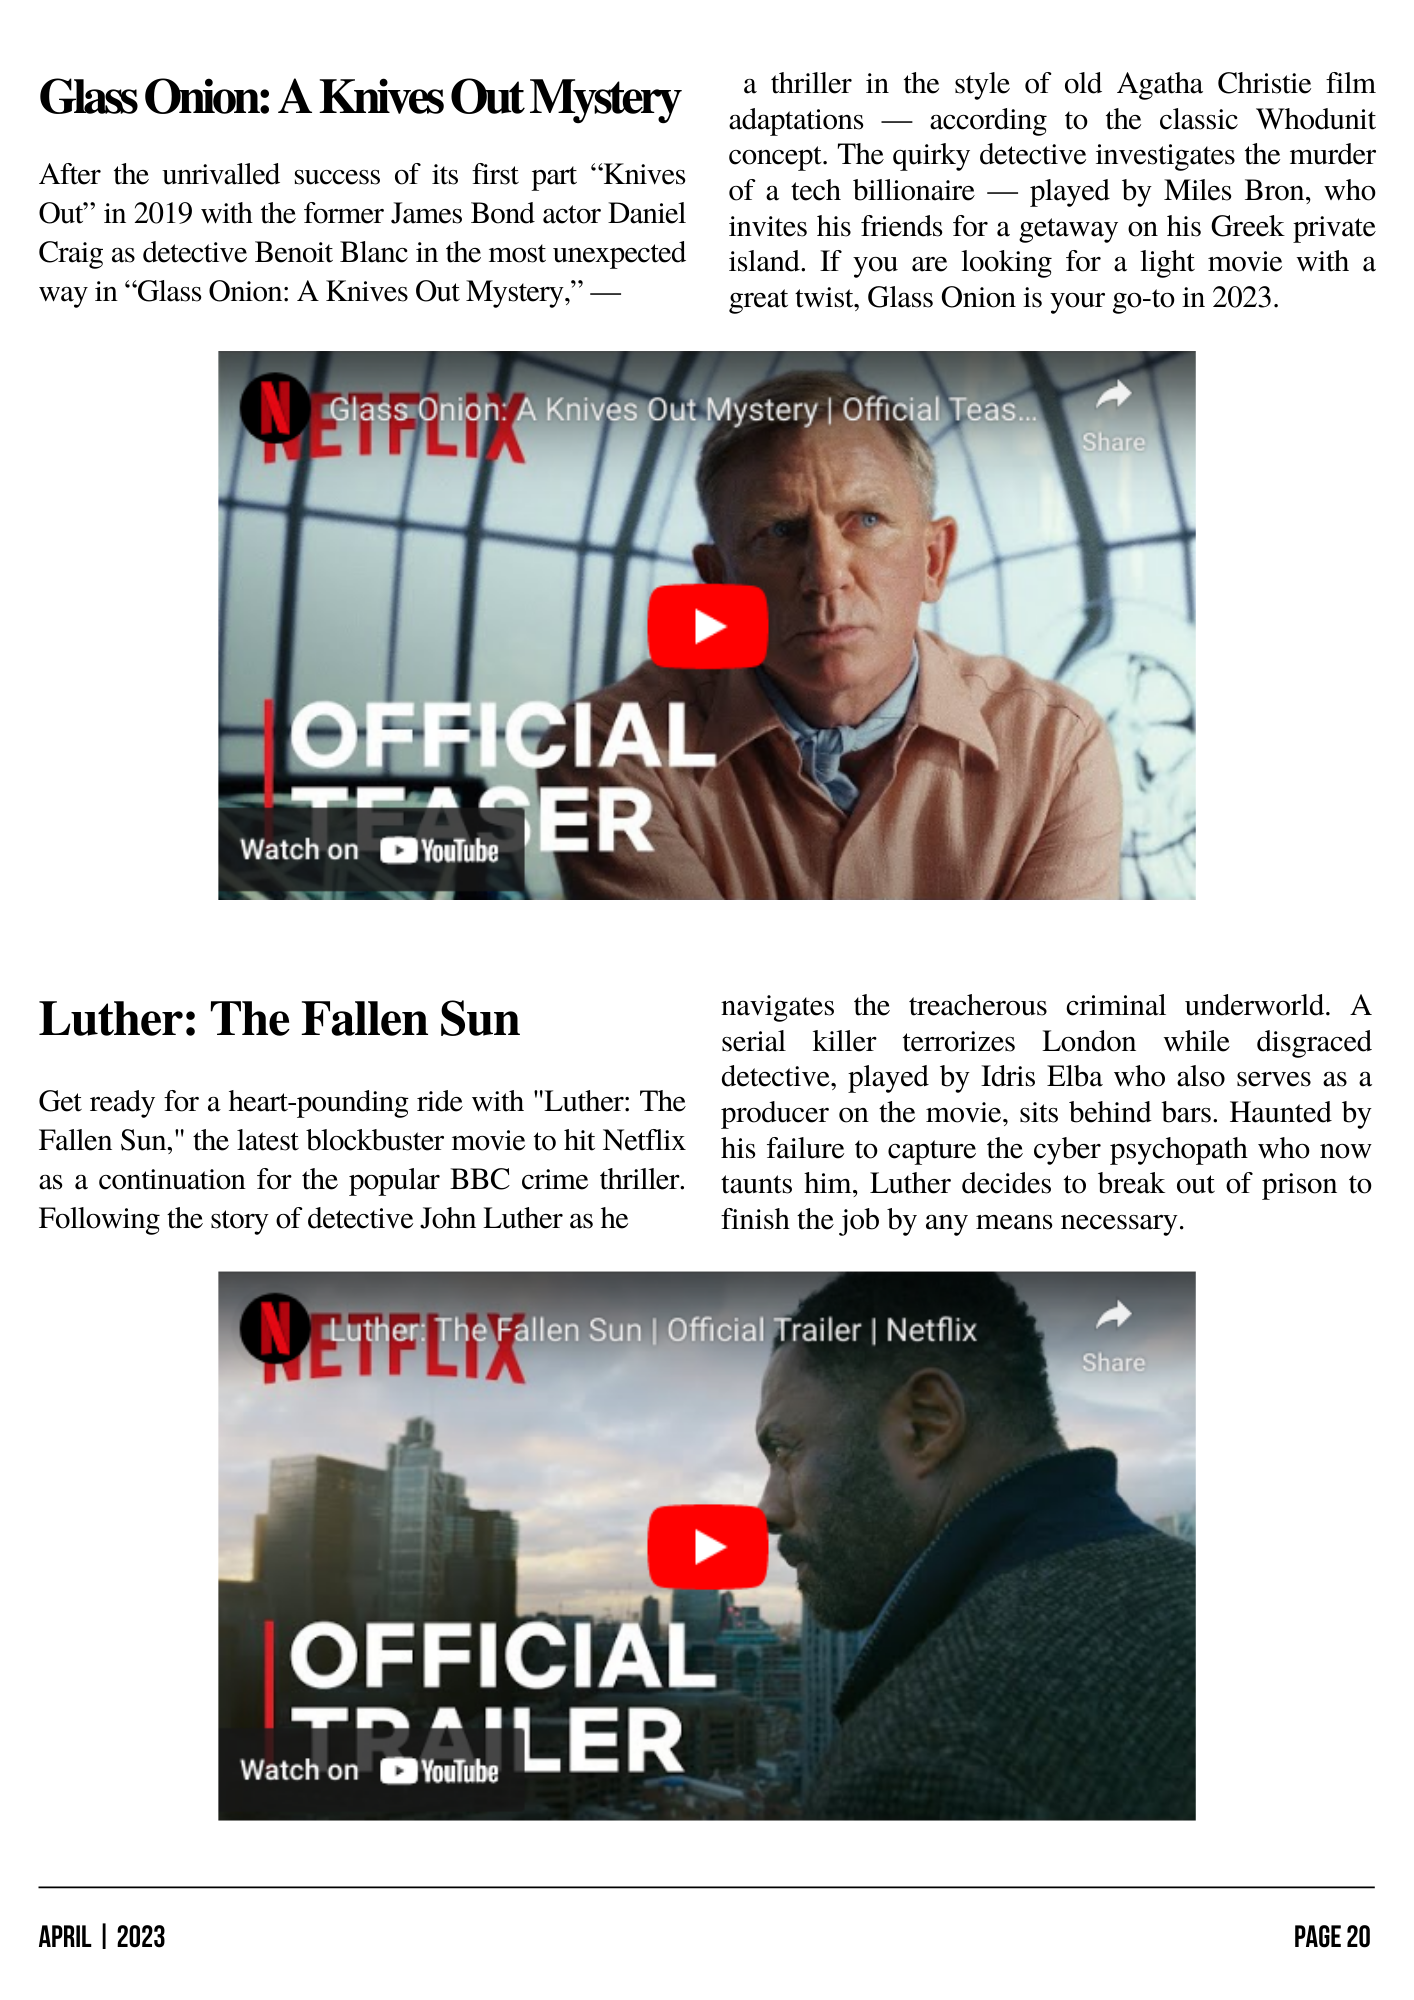 Glass Onion: A Knives Out Mystery
After the unrivalled success of its first part “Knives
Out” in 2019 with the former James Bond actor Daniel
Craig as detective Benoit Blanc in the most unexpected
way in “Glass Onion: A Knives Out Mystery,” —
a thriller in the style of old Agatha Christie film
adaptations — according to the classic Whodunit
concept. The quirky detective investigates the murder
of a tech billionaire — played by Miles Bron, who
invites his friends for a getaway on his Greek private
island. If you are looking for a light movie with a
great twist, Glass Onion is your go-to in 2023.
N
NETFLIX
Glass Onion: A Knives Out Mystery | Official Teas...
Share
OFFICIAL
TEASER
Watch on YouTube
Luther: The Fallen Sun
Get ready for a heart-pounding ride with "Luther: The
Fallen Sun," the latest blockbuster movie to hit Netflix
as a continuation for the popular BBC crime thriller.
Following the story of detective John Luther as he
navigates the treacherous criminal underworld. A
serial killer terrorizes London while disgraced
detective, played by Idris Elba who also serves as a
producer on the movie, sits behind bars. Haunted by
his failure to capture the cyber psychopath who now
taunts him, Luther decides to break out of prison to
finish the job by any means necessary.
N
NETFLIX
Luther: The Fallen Sun | Official Trailer | Netflix
Share
OFFICIAL
TRAILER
Watch on YouTube
APRIL | 2023
PAGE 20